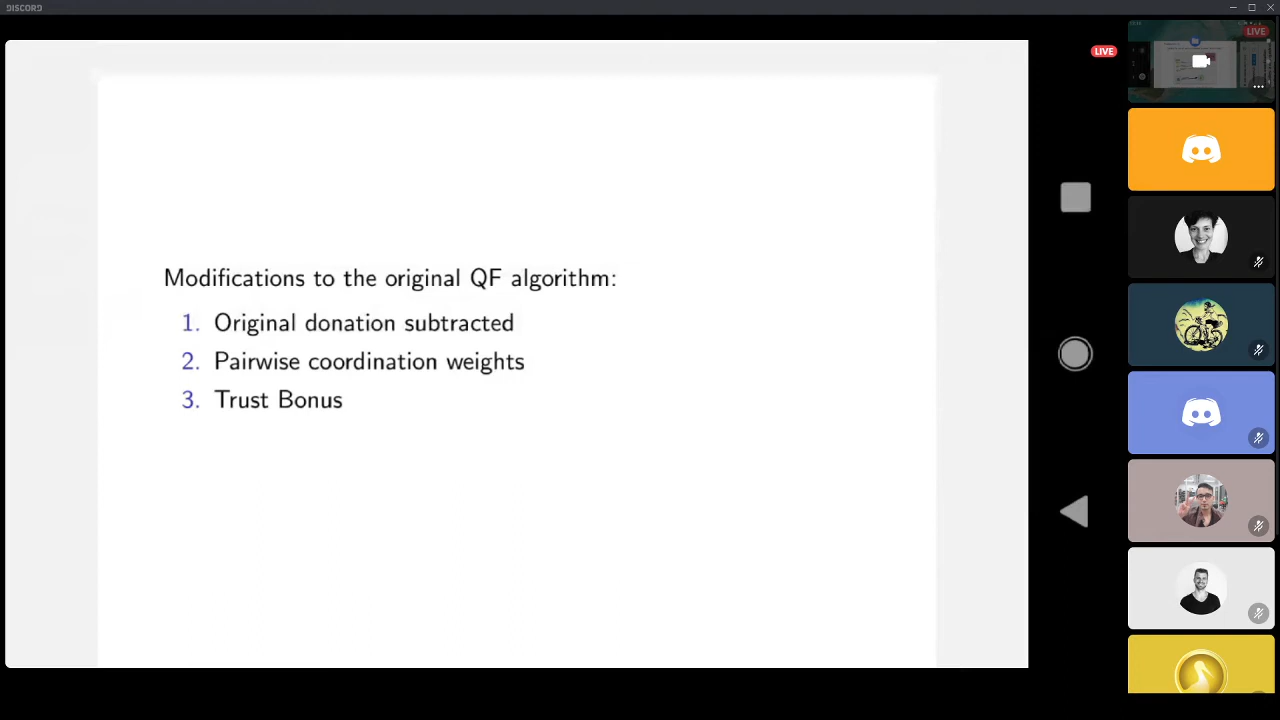 DISCORD
LIVE
LIVE
Modifications to the original QF algorithm:
1. Original donation subtracted
2. Pairwise coordination weights
3. Trust Bonus